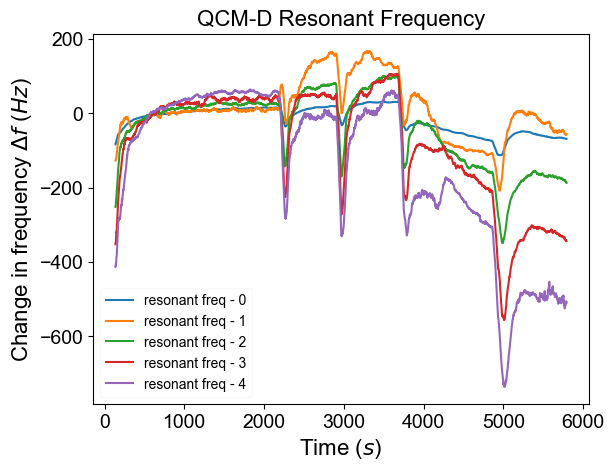 QCM-D Resonant Frequency
Change in frequency Δf (Hz)
200
0
−200
−400
−600
resonant freq - 0
resonant freq - 1
resonant freq - 2
resonant freq - 3
resonant freq - 4
0 1000 2000 3000 4000 5000 6000
Time (s)